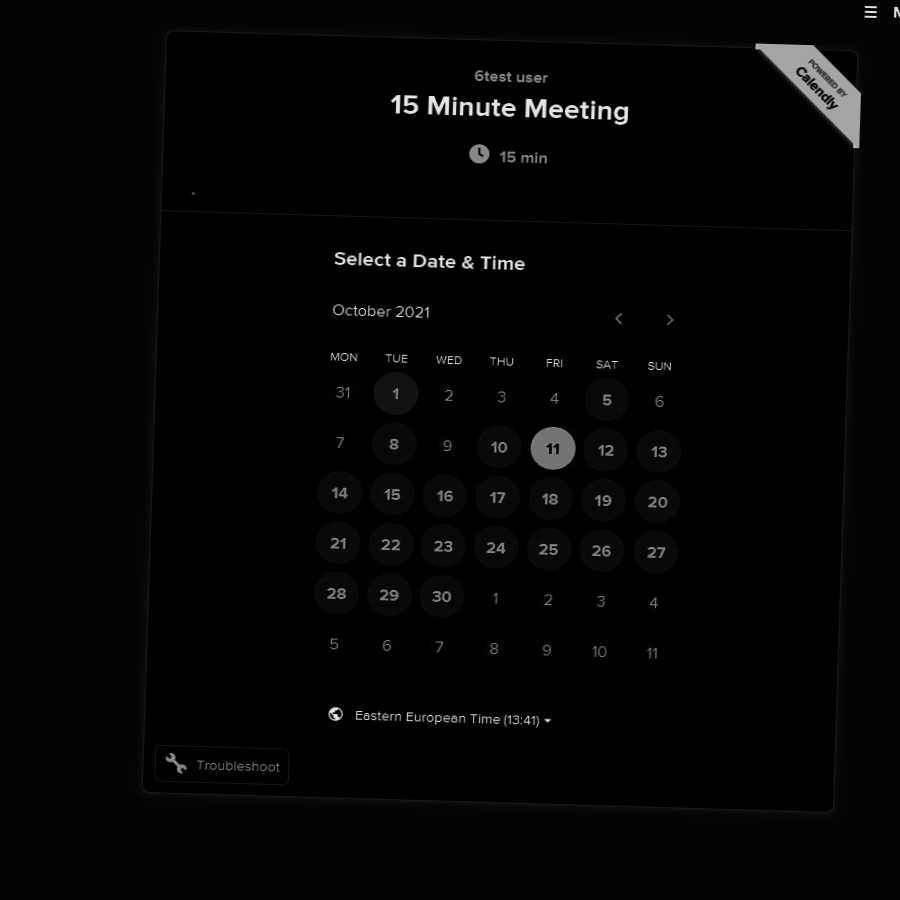 ☰ N
6test user
15 Minute Meeting
15 min
POWERED BY
Calendly
Select a Date & Time
October 2021
MON TUE WED THU FRI SAT SUN
31 1 2 3 4 5 6
7 8 9 10 11 12 13
14 15 16 17 18 19 20
21 22 23 24 25 26 27
28 29 30 1 2 3 4
5 6 7 8 9 10 11
Eastern European Time (13:41)
Troubleshoot